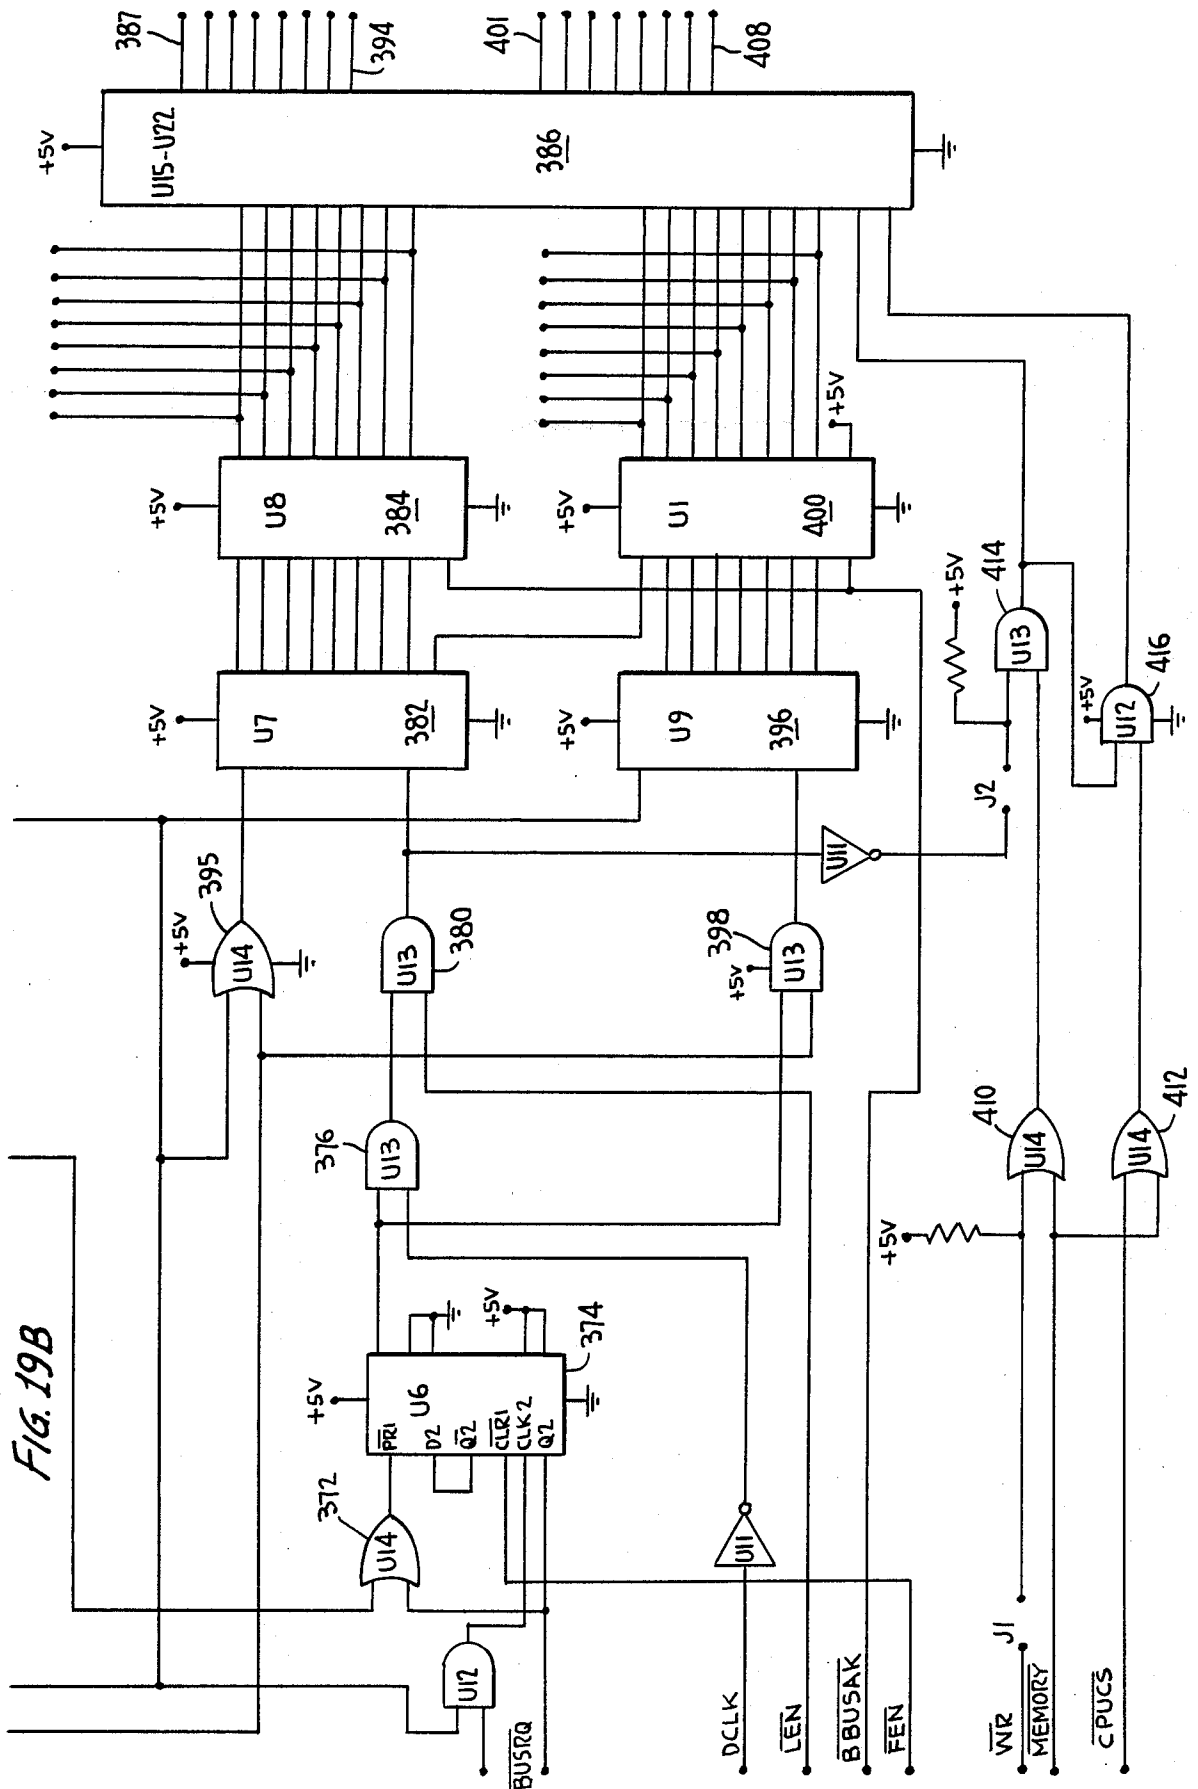 FIG. 19B
387
394
401
408
+5V
U15-U22
386
+5V
U8
384
+5V
U1
400
+5V
+5V
U7
382
+5V
U9
396
+5V
414
U13
+5V
416
U12
J2
U11
+5V
395
U14
U13
380
398
+5V
U13
376
U13
410
U14
412
U14
+5V
+5V
U6
374
+5V
PR1
D2
Q2
CLR1
CLK2
Q2
372
U14
U12
U11
J1
BUSRQ
DCLK
LEN
BBUSAK
FEN
WR
MEMORY
CPUCS